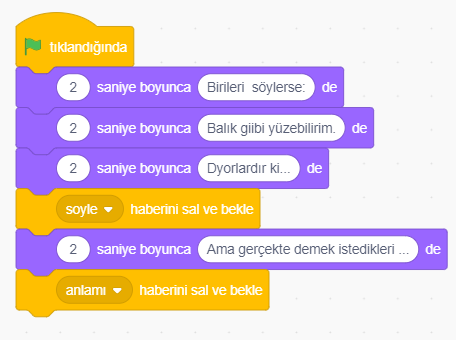 tıklandığında
2 saniye boyunca Birileri söylerse: de
2 saniye boyunca Balık giibi yüzebilirim. de
2 saniye boyunca Dyorlardır ki... de
soyle haberini sal ve bekle
2 saniye boyunca Ama gerçekte demek istedikleri ... de
anlamı haberini sal ve bekle